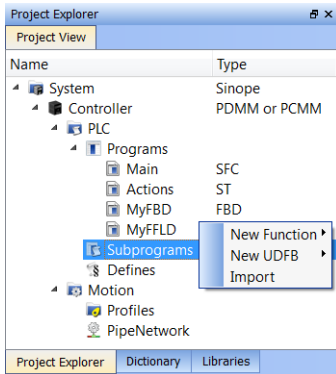 Project Explorer
Project View
Name Type
System Sinope
Controller PDMM or PCMM
PLC
Programs
Main SFC
Actions ST
MyFBD FBD
MyFFLD
Subprograms
Defines
Motion
Profiles
PipeNetwork
New Function
New UDFB
Import
Project Explorer Dictionary Libraries